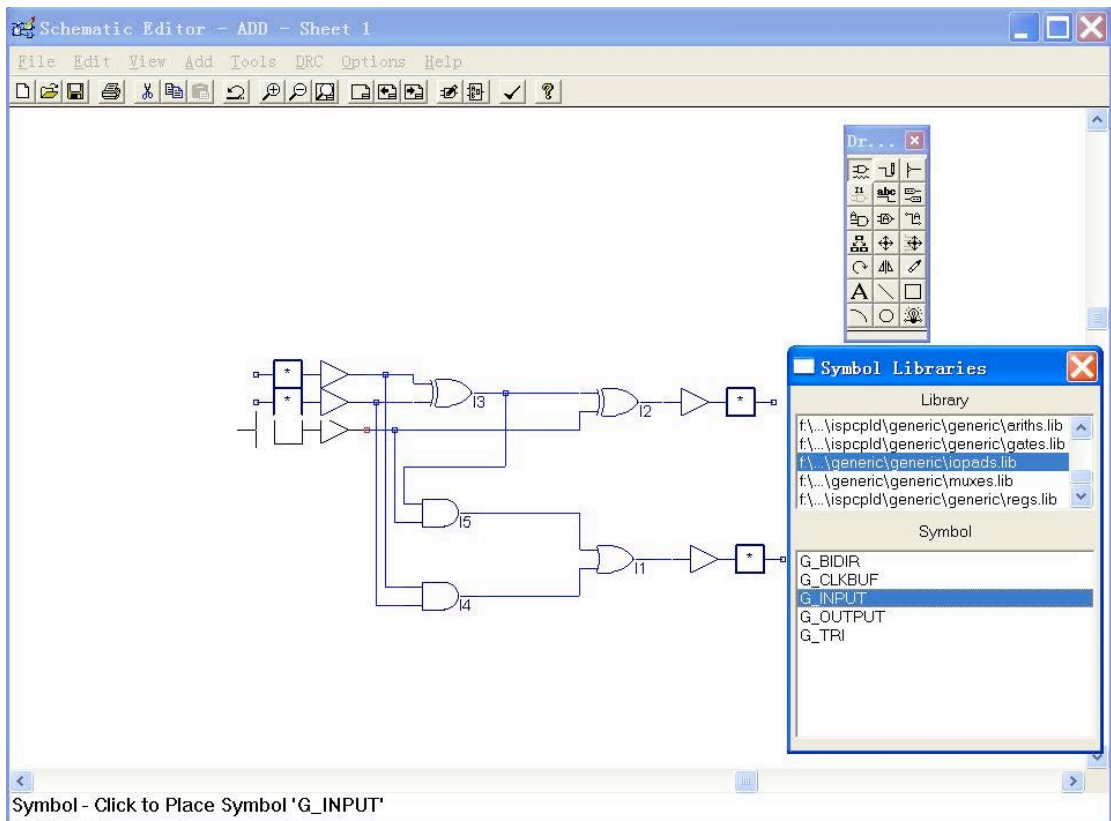 Schematic Editor - ADD - Sheet 1
File Edit View Add Tools DRC Options Help
Dr...
I1
abc
A
I3
I2
I5
I1
I4
*
*
*
*
Symbol Libraries
Library
f:\...\ispcpld\generic\generic\ariths.lib
f:\...\ispcpld\generic\generic\gates.lib
f:\...\generic\generic\iopads.lib
f:\...\generic\generic\muxes.lib
f:\...\ispcpld\generic\generic\regs.lib
Symbol
G_BIDIR
G_CLKBUF
G_INPUT
G_OUTPUT
G_TRI
Symbol - Click to Place Symbol 'G_INPUT'